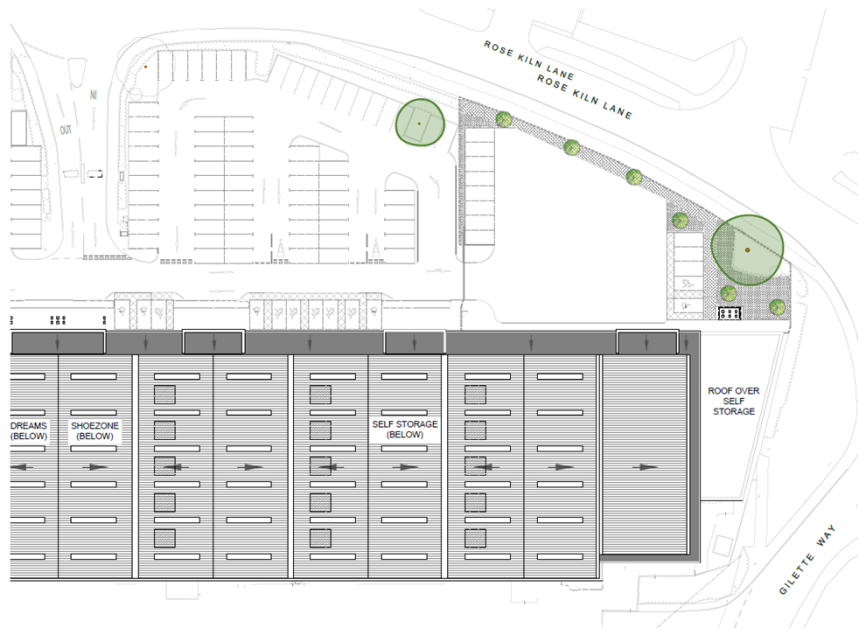 ROSE KILN LANE
ROSE KILN LANE
IN
OUT
DREAMS
(BELOW)
SHOEZONE
(BELOW)
SELF STORAGE
(BELOW)
ROOF OVER
SELF
STORAGE
GILETTE WAY